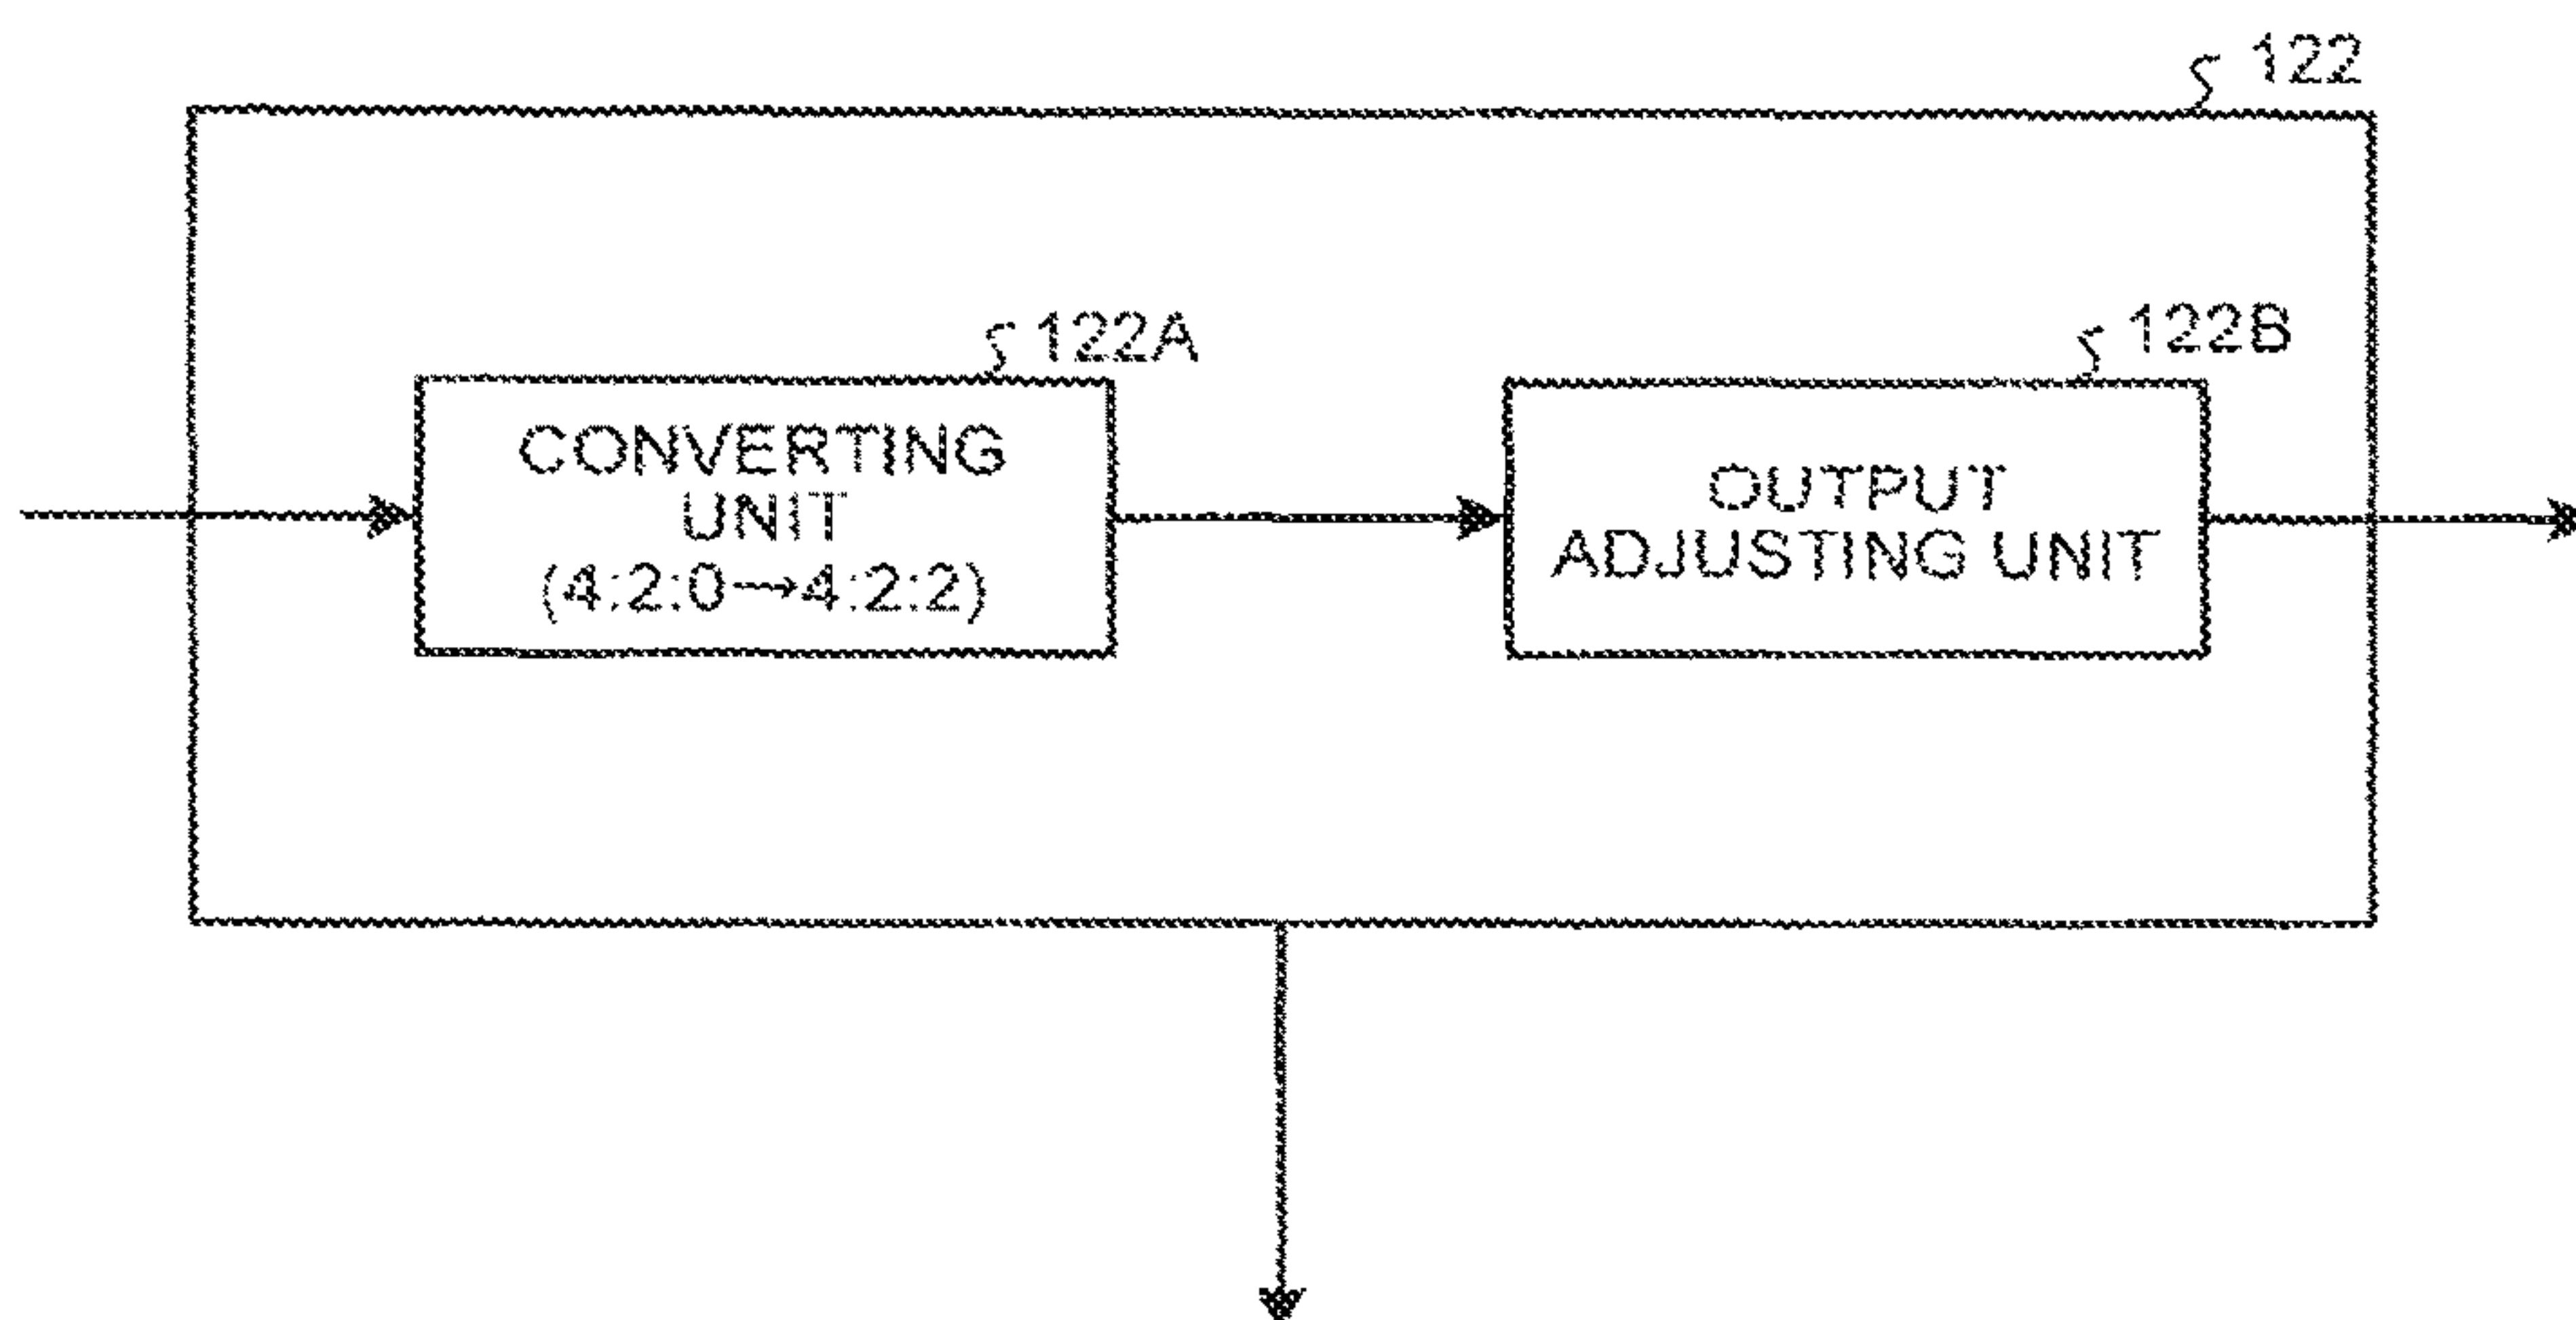 122
122A
122B
CONVERTING
UNIT
(4:2:0→4:2:2)
OUTPUT
ADJUSTING UNIT